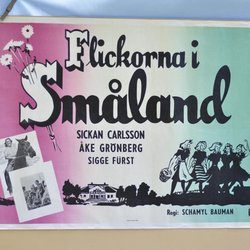 Flickorna i
Småland
SICKAN CARLSSON
ÅKE GRÖNBERG
SIGGE FÜRST
Regi: SCHAMYL BAUMAN